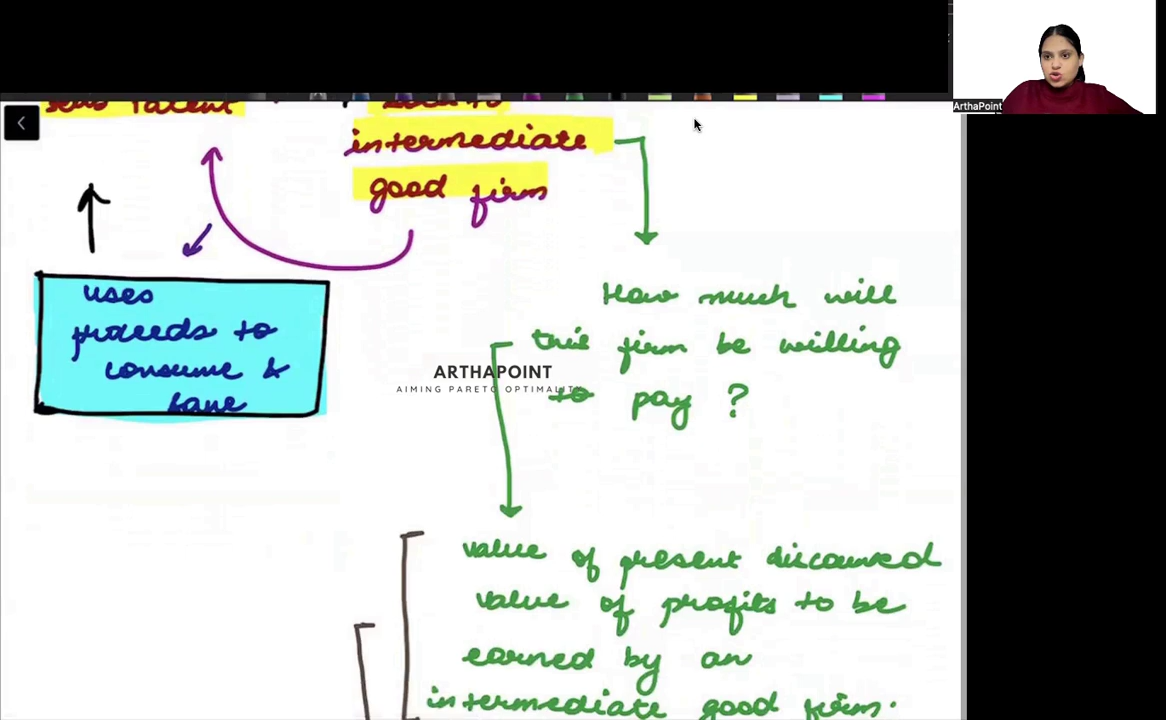 Patent
intermediate
good firm
How much will
this firm be willing
to pay ?
uses
proceeds to
consume &
save
ARTHAPOINT
AIMING PARETO OPTIMALITY
value of present discounted
value of profits to be
earned by an
intermediate good firm.
ArthaPoint